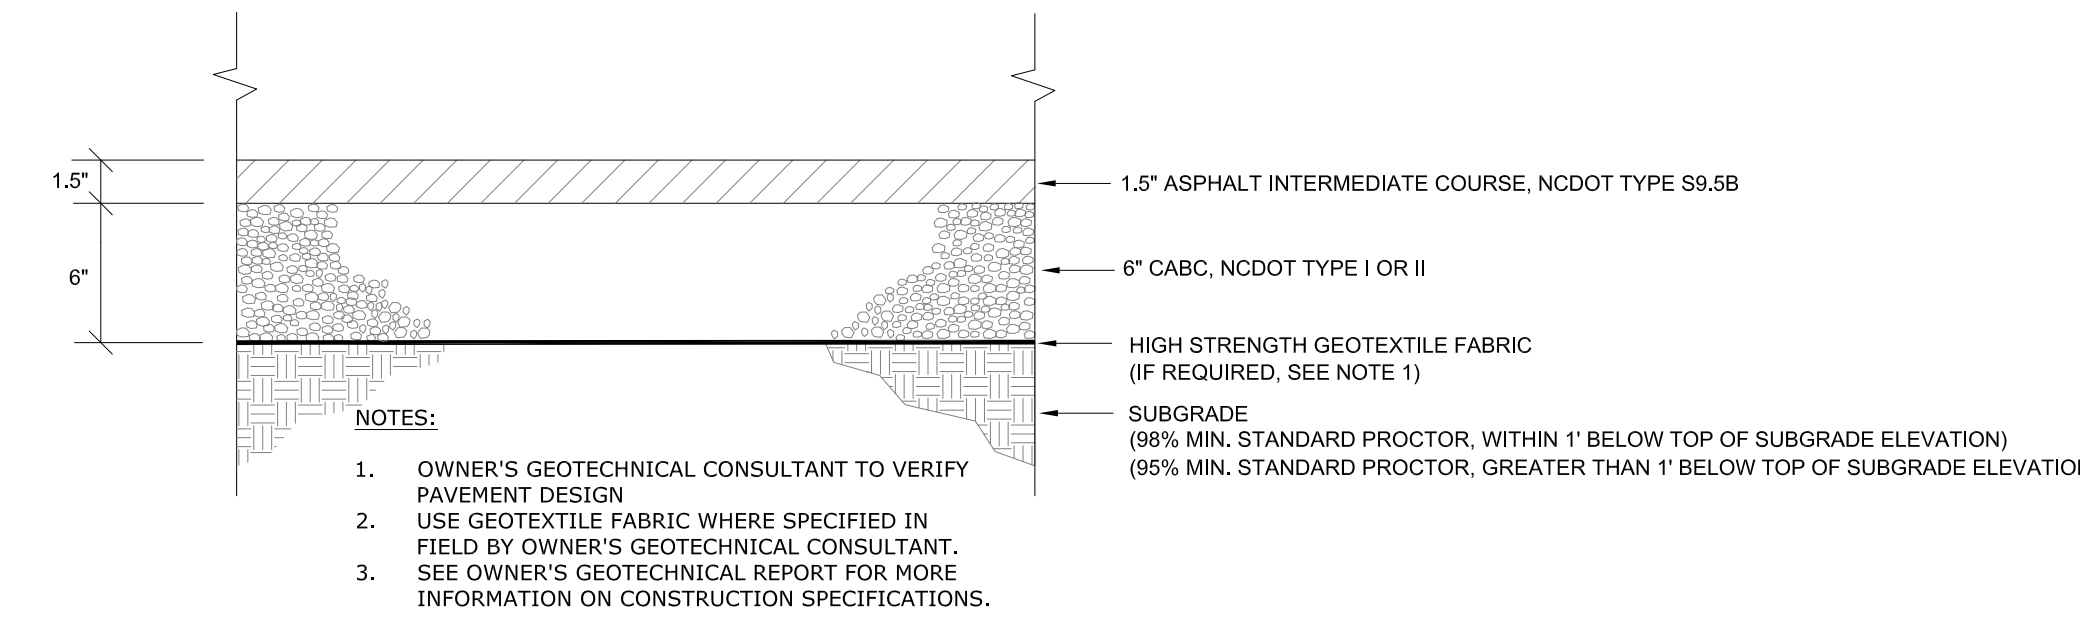 1.5"
6"
1.5" ASPHALT INTERMEDIATE COURSE, NCDOT TYPE S9.5B
6" CABC, NCDOT TYPE I OR II
HIGH STRENGTH GEOTEXTILE FABRIC
(IF REQUIRED, SEE NOTE 1)
SUBGRADE
(98% MIN. STANDARD PROCTOR, WITHIN 1' BELOW TOP OF SUBGRADE ELEVATION)
(95% MIN. STANDARD PROCTOR, GREATER THAN 1' BELOW TOP OF SUBGRADE
NOTES:
1. OWNER'S GEOTECHNICAL CONSULTANT TO VERIFY
PAVEMENT DESIGN
2. USE GEOTEXTILE FABRIC WHERE SPECIFIED IN
FIELD BY OWNER'S GEOTECHNICAL CONSULTANT.
3. SEE OWNER'S GEOTECHNICAL REPORT FOR MORE
INFORMATION ON CONSTRUCTION SPECIFICATIONS.